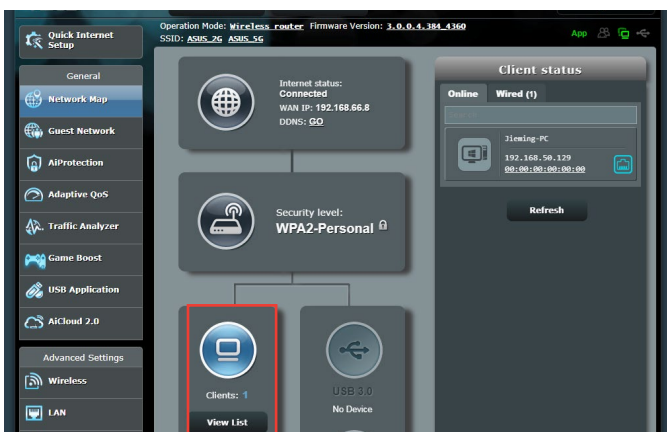 Operation Mode: Wireless router Firmware Version: 3.0.0.4.384_4360
SSID: ASUS_2G ASUS_5G
App
Quick Internet
Setup
General
Network Map
Guest Network
AiProtection
Adaptive QoS
Traffic Analyzer
Game Boost
USB Application
AiCloud 2.0
Advanced Settings
Wireless
LAN
Internet status:
Connected
WAN IP: 192.168.66.8
DDNS: GO
Security level:
WPA2-Personal
Clients: 1
View List
USB 3.0
No Device
Client status
Online Wired (1)
Jieming-PC
192.168.50.129
00:00:00:00:00:00
Refresh